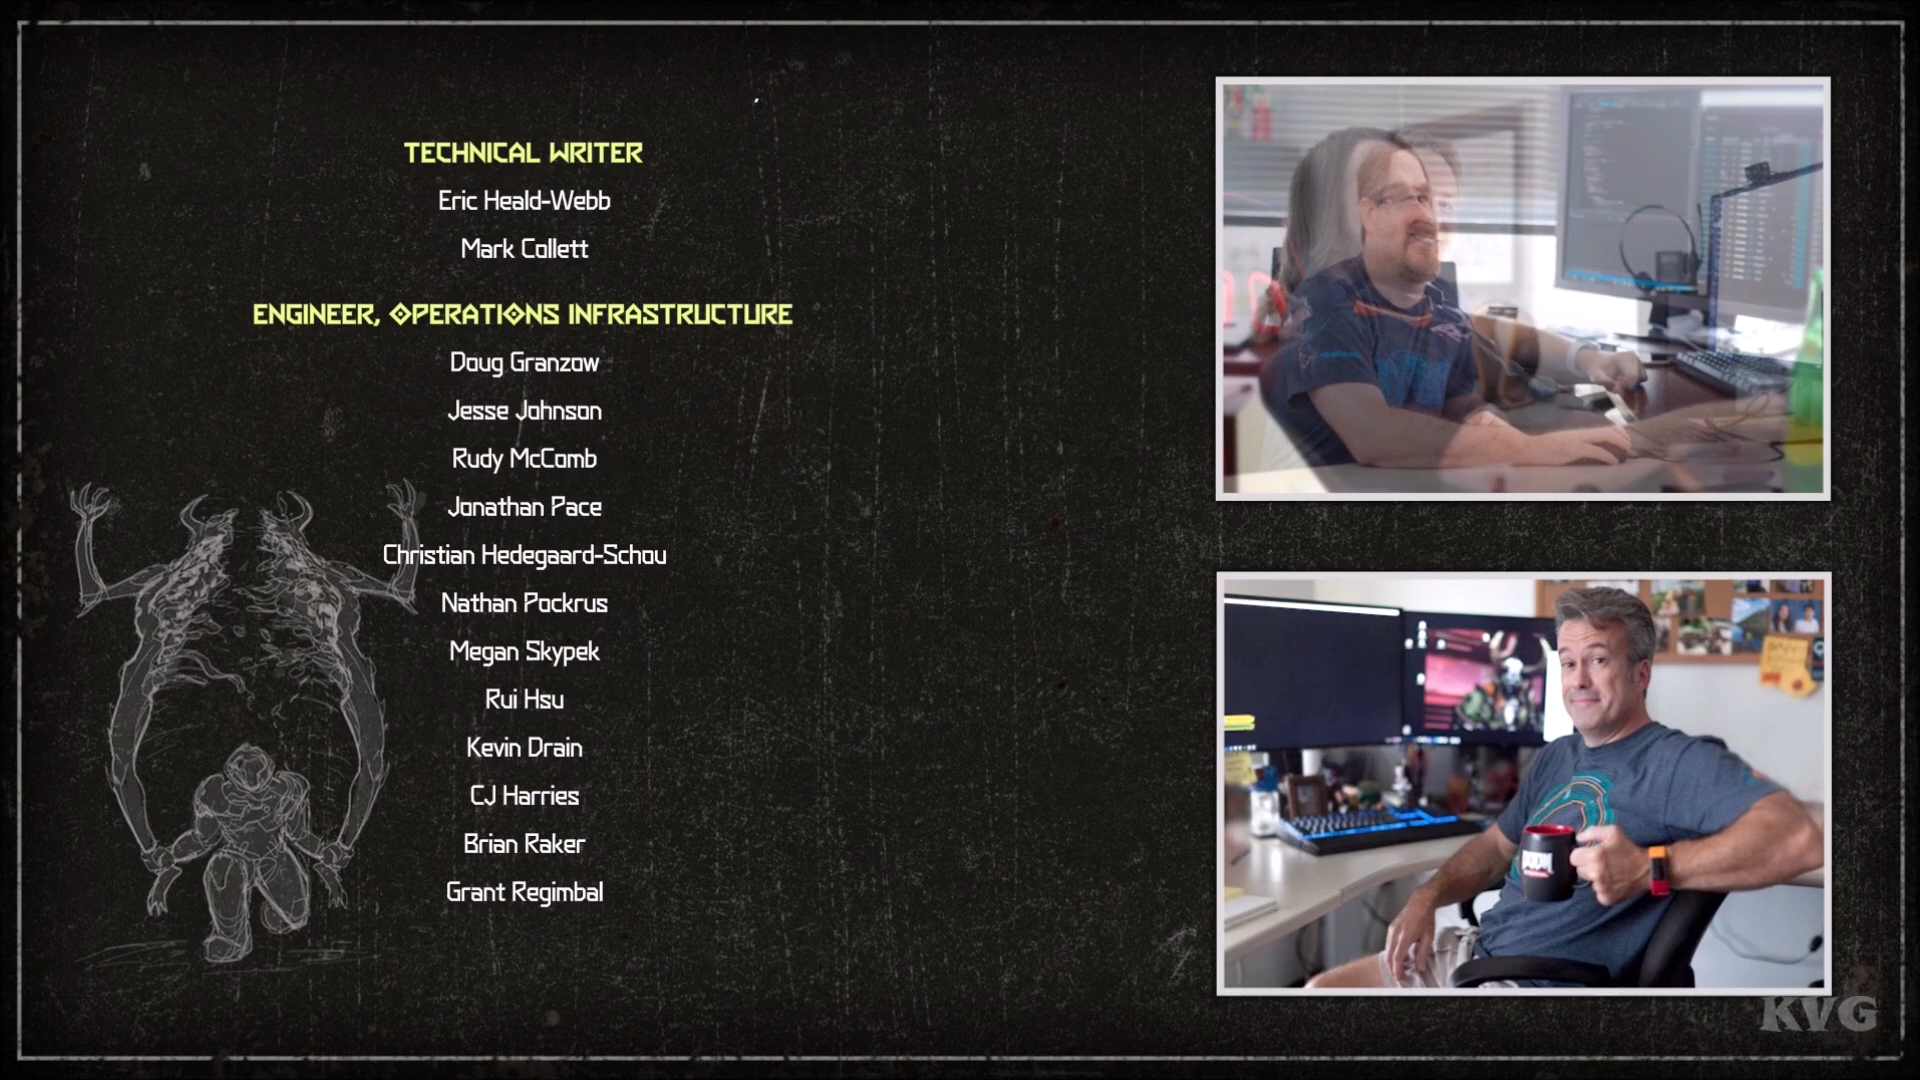 TECHNICAL WRITER
Eric Heald-Webb
Mark Collett
ENGINEER, OPERATIONS INFRASTRUCTURE
Doug Granzow
Jesse Johnson
Rudy McComb
Jonathan Pace
Christian Hedegaard-Schou
Nathan Pockrus
Megan Skypek
Rui Hsu
Kevin Drain
CJ Harries
Brian Raker
Grant Regimbal
DOOM
KVG